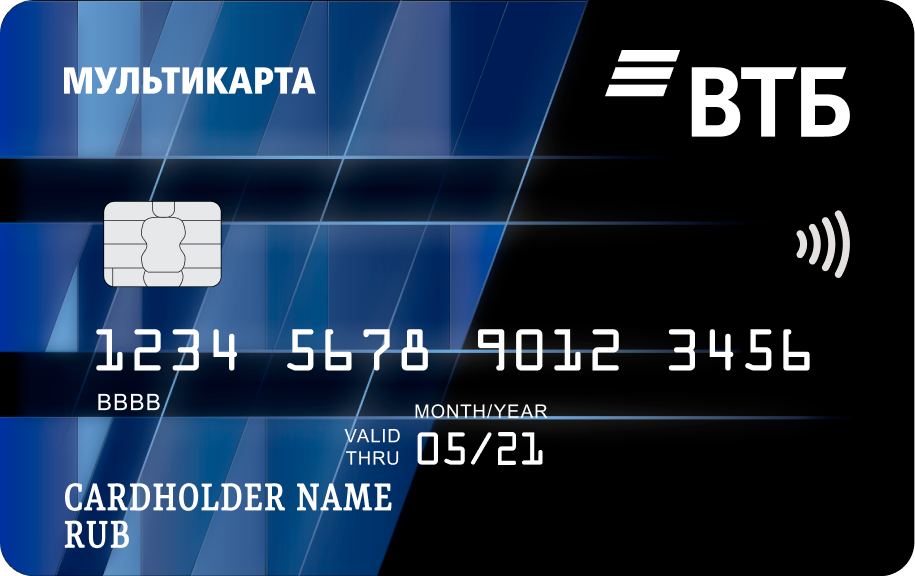 МУЛЬТИКАРТА
ВТБ
1234 5678 9012 3456
BBBB
MONTH/YEAR
VALID
THRU
05/21
CARDHOLDER NAME
RUB